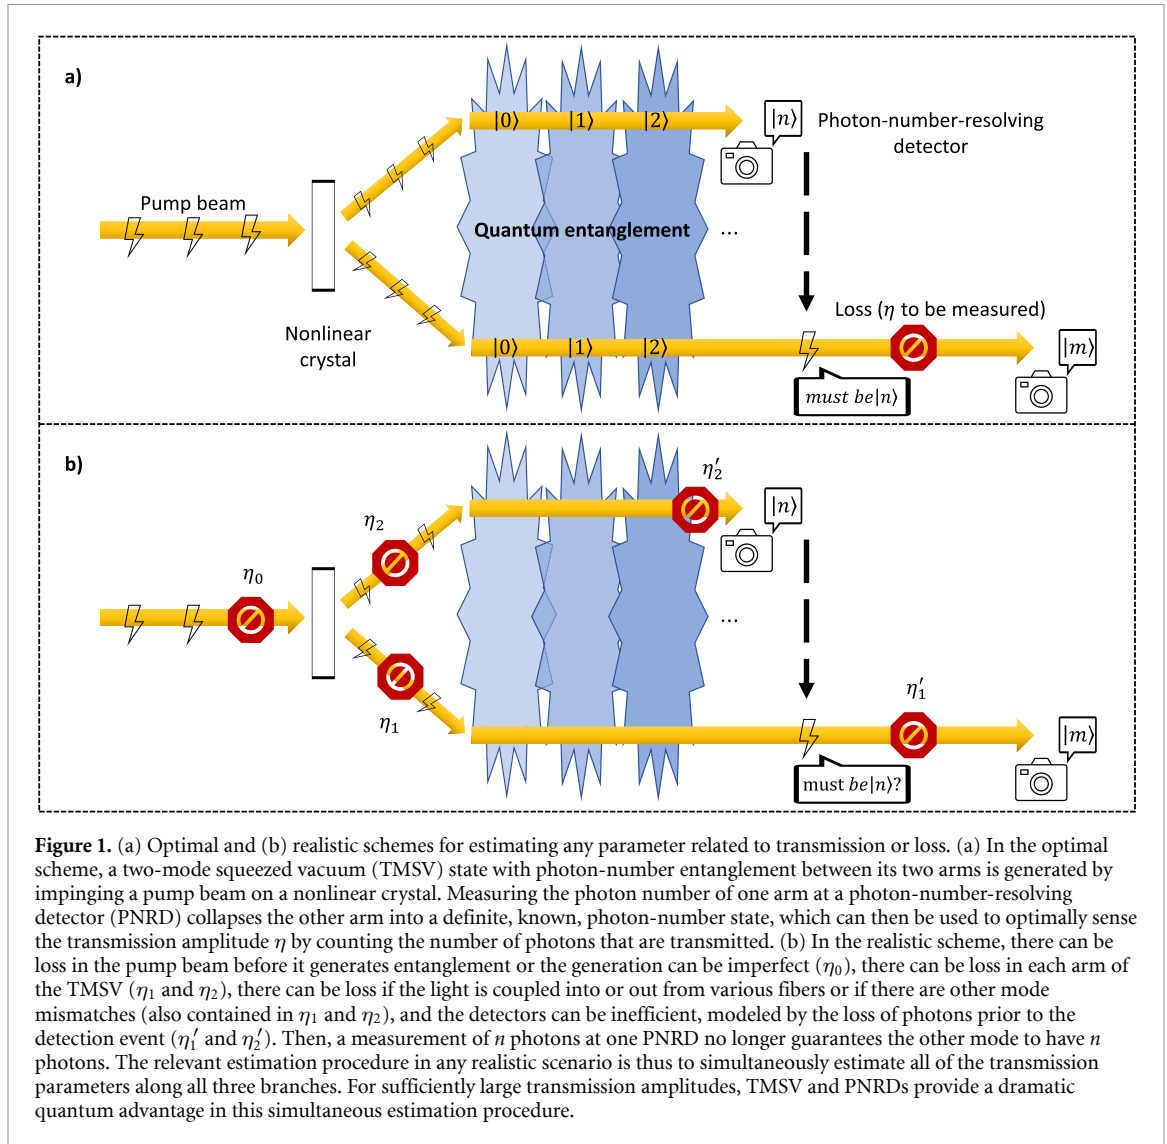 a)
|n⟩
Photon-number-resolving
detector
|0⟩ |1⟩ |2⟩
Pump beam
Quantum entanglement ...
Nonlinear
crystal
Loss (η to be measured)
|0⟩ |1⟩ |2⟩
|m⟩
must be|n⟩
b)
η′₂
|n⟩
η₂
η₀
...
η₁
η′₁
|m⟩
must be|n⟩?
Figure 1. (a) Optimal and (b) realistic schemes for estimating any parameter related to transmission or loss. (a) In the optimal
scheme, a two-mode squeezed vacuum (TMSV) state with photon-number entanglement between its two arms is generated by
impinging a pump beam on a nonlinear crystal. Measuring the photon number of one arm at a photon-number-resolving
detector (PNRD) collapses the other arm into a definite, known, photon-number state, which can then be used to optimally sense
the transmission amplitude η by counting the number of photons that are transmitted. (b) In the realistic scheme, there can be
loss in the pump beam before it generates entanglement or the generation can be imperfect (η₀), there can be loss in each arm of
the TMSV (η₁ and η₂), there can be loss if the light is coupled into or out from various fibers or if there are other mode
mismatches (also contained in η₁ and η₂), and the detectors can be inefficient, modeled by the loss of photons prior to the
detection event (η′₁ and η′₂). Then, a measurement of n photons at one PNRD no longer guarantees the other mode to have n
photons. The relevant estimation procedure in any realistic scenario is thus to simultaneously estimate all of the transmission
parameters along all three branches. For sufficiently large transmission amplitudes, TMSV and PNRDs provide a dramatic
quantum advantage in this simultaneous estimation procedure.